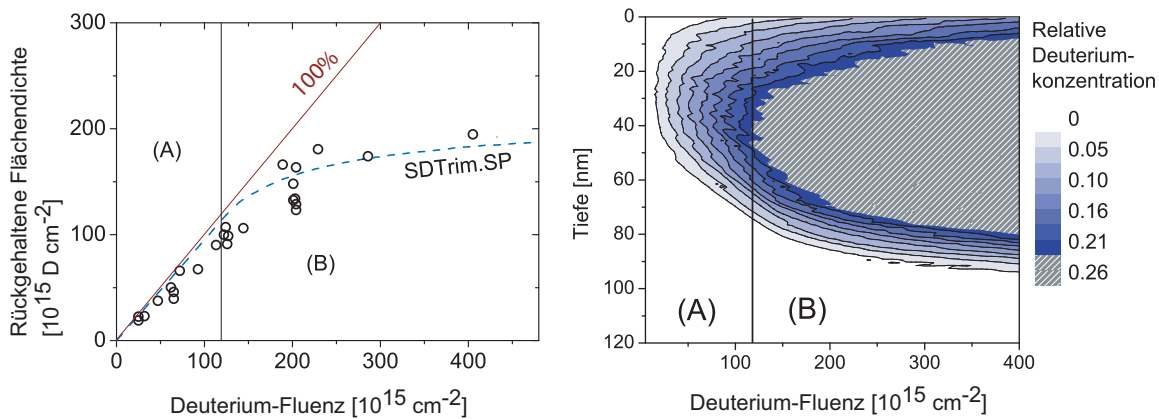 Rückgehaltene Flächendichte
[10^15 D cm^-2]
300
200
100
0
(A)
100%
SDTrim.SP
(B)
0 100 200 300 400
Deuterium-Fluenz [10^15 cm^-2]
Tiefe [nm]
0
20
40
60
80
100
120
(A) (B)
100 200 300 400
Deuterium-Fluenz [10^15 cm^-2]
Relative
Deuterium-
konzentration
0
0.05
0.10
0.16
0.21
0.26